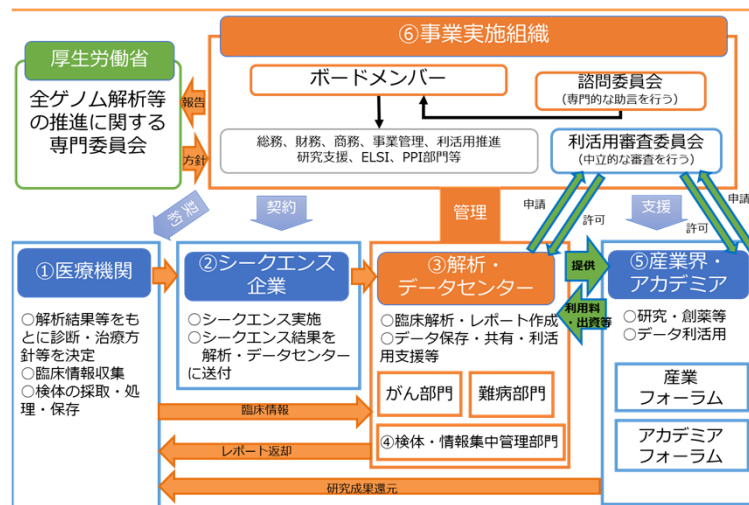 ⑥事業実施組織
厚生労働省
全ゲノム解析等
の推進に関する
専門委員会
報告
方針
ボードメンバー
諮問委員会
(専門的な助言を行う)
総務、財務、商務、事業管理、利活用推進
研究支援、ELSI、PPI部門等
利活用審査委員会
(中立的な審査を行う)
契約
契約
管理
申請
許可
支援
申請
許可
①医療機関
○解析結果等をも
とに診断・治療方
針等を決定
○臨床情報収集
○検体の採取・処
理・保存
②シークエンス
企業
○シークエンス実施
○シークエンス結果を
解析・データセンター
に送付
③解析・
データセンター
○臨床解析・レポート作成
○データ保存・共有・利活
用支援等
がん部門
難病部門
④検体・情報集中管理部門
提供
利用料
・出資等
⑤産業界・
アカデミア
○研究・創薬等
○データ利活用
産業
フォーラム
アカデミア
フォーラム
臨床情報
レポート返却
研究成果還元